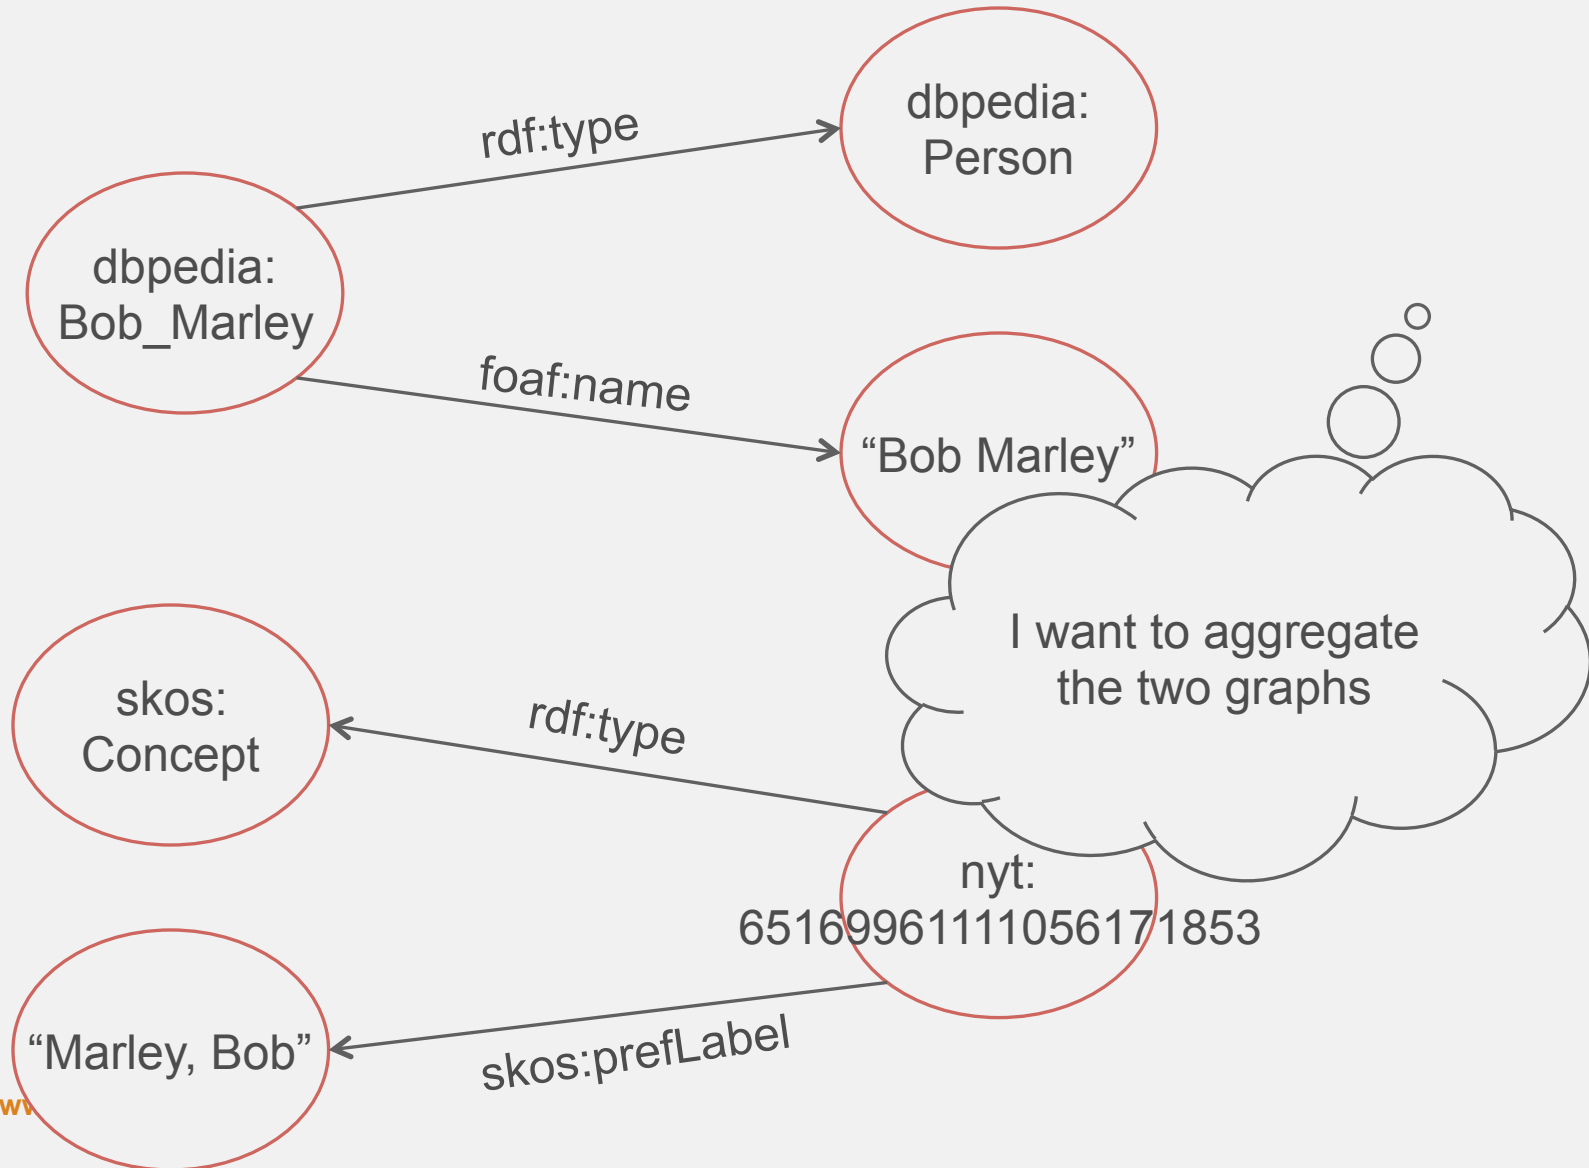 rdf:type
dbpedia:
Person
dbpedia:
Bob_Marley
foaf:name
“Bob Marley”
I want to aggregate
the two graphs
skos:
Concept
rdf:type
nyt:
65169961111056171853
“Marley, Bob”
skos:prefLabel